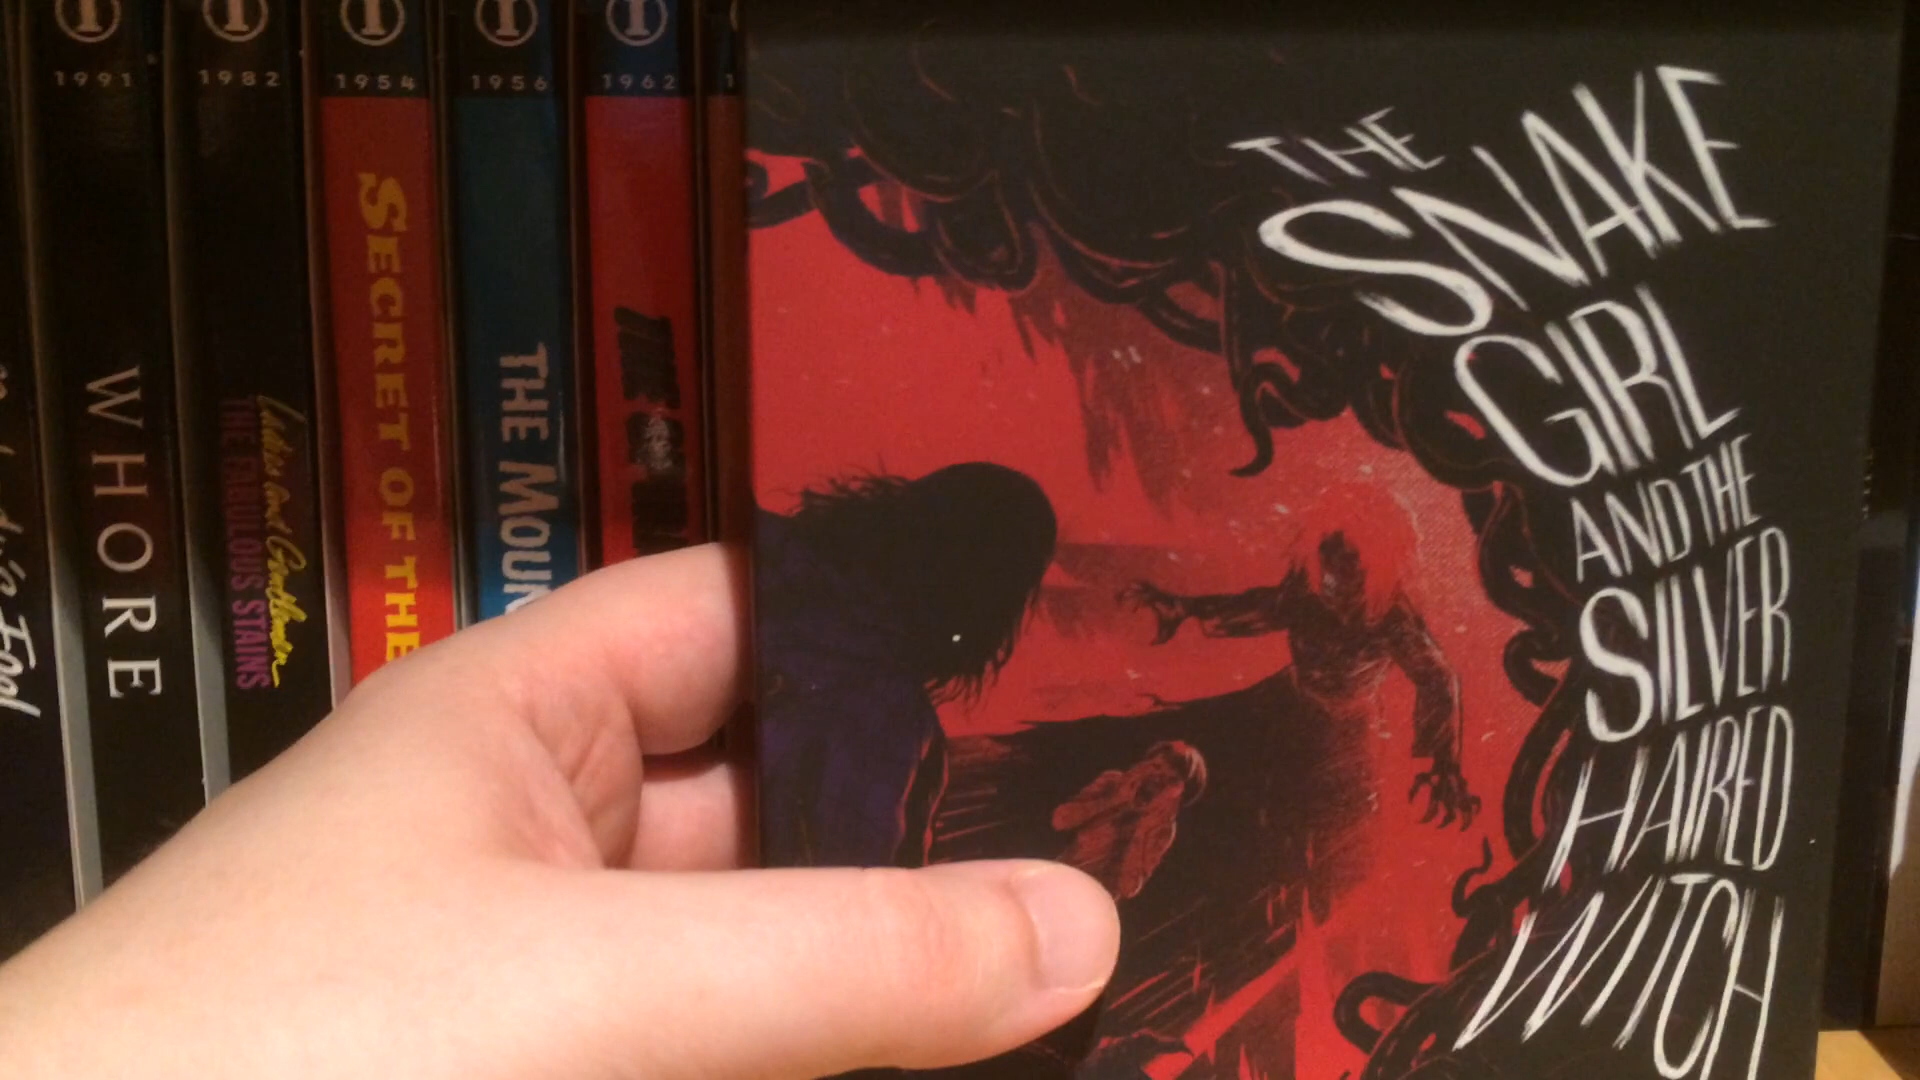 1991
WHORE
1982
Ladies and Gentlemen
THE FABULOUS STAINS
1954
SECRET OF THE
1956
THE MOUN
1962
THE
THE
SNAKE
GIRL
AND THE
SILVER
HAIRED
WITCH